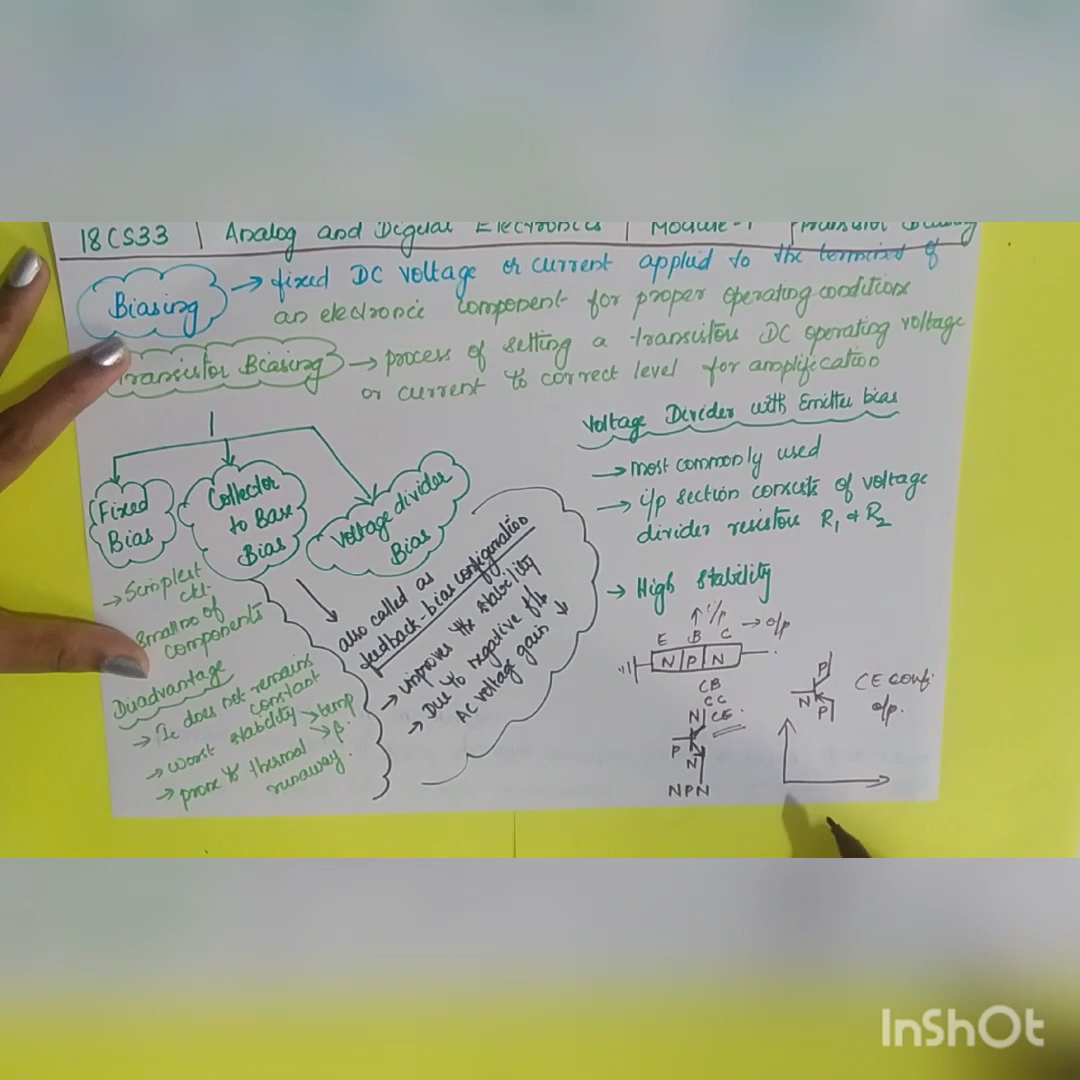 18CS33 | Analog and Digital Electronics | Module-1 | Transistor Biasing
Biasing → fixed DC voltage or current applied to the terminal of
an electronic component for proper operating conditions
Transistor Biasing → process of setting a transistors DC operating voltage
or current to correct level for amplification
Fixed
Bias
Collector
to Base
Bias
Voltage divider
Bias
→ Simplest
ckt
Small no of
components
Disadvantage
→ Ic does not remains
constant
→ worst stability → temp
→ β.
→ prone to thermal
runaway.
also called as
feedback-bias configuration
→ improves the stability
→ Due to negative f/b
AC voltage gain ↓
Voltage Divider with Emitter bias
→ most commonly used
→ i/p section consists of voltage
divider resistors R1 & R2
→ High stability
↑ i/p
E B C → o/p
N P N
CB
CC
CE
N
P
N
NPN
P
N
P
CE conf.
o/p.
InShOt